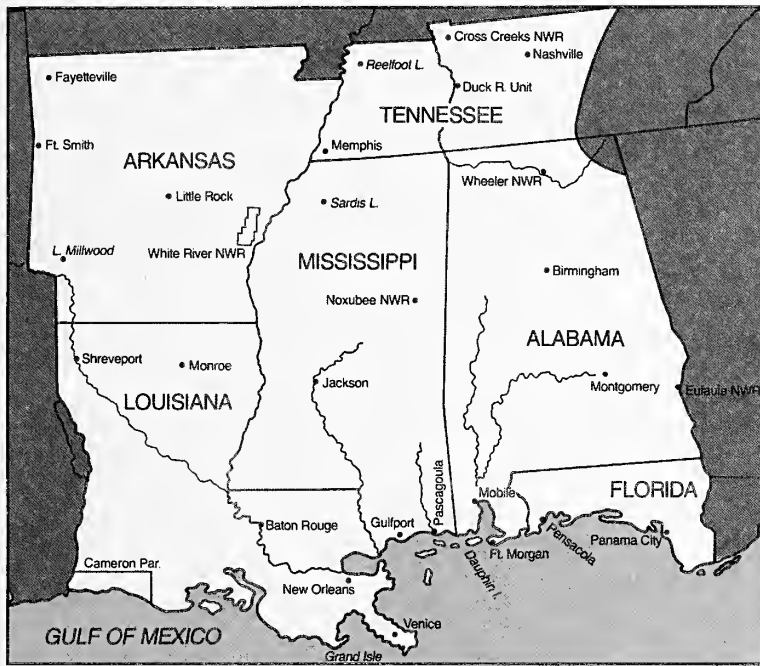 Cross Creeks NWR
Nashville
Fayetteville
Reelfoot L.
Duck R. Unit
TENNESSEE
Ft. Smith
Memphis
ARKANSAS
Wheeler NWR
Little Rock
Sardis L.
L. Millwood
White River NWR
MISSISSIPPI
Birmingham
Noxubee NWR
ALABAMA
Shreveport
Monroe
Jackson
Montgomery
Eufaula NWR
LOUISIANA
Pascagoula
Mobile
FLORIDA
Baton Rouge
Gulfport
Pensacola
Panama City
Ft. Morgan
Cameron Par.
Dauphin I.
New Orleans
Venice
GULF OF MEXICO
Grand Isle